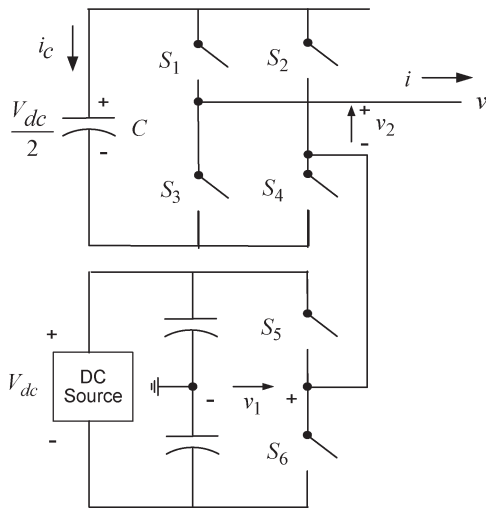 i_c
S_1
S_2
i
v
V_dc
2
+
-
C
+
-
v_2
S_3
S_4
S_5
+
-
V_dc
DC
Source
-
v_1
+
S_6